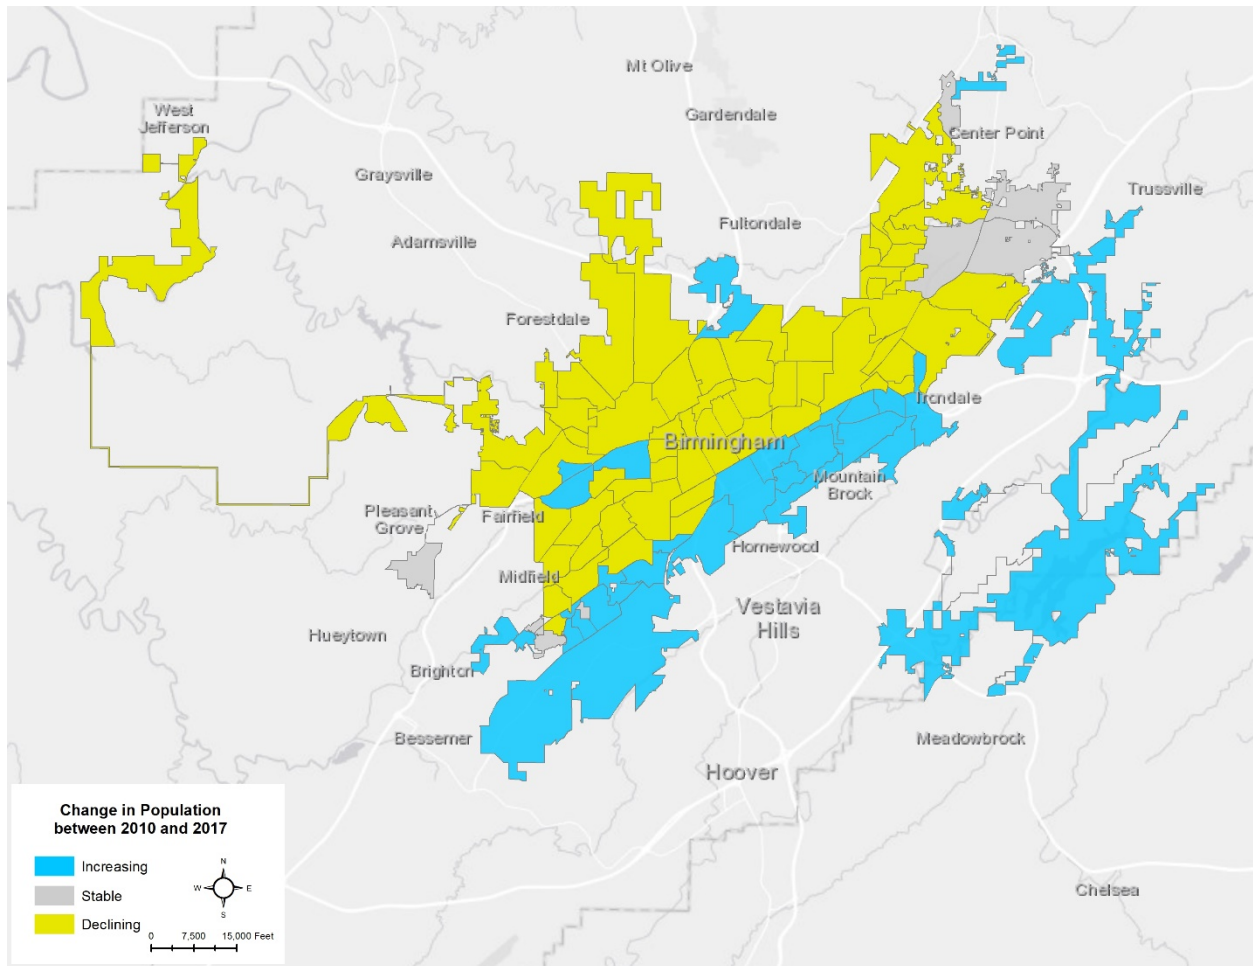 Mt Olive
West
Jefferson
Gardendale
Center Point
Graysville
Trussville
Fultondale
Adamsville
Forestdale
Irondale
Birmingham
Mountain
Brock
Pleasant
Grove
Fairfield
Homewood
Midfield
Vestavia
Hills
Hueytown
Brighton
Bessemer
Meadowbrock
Hoover
Chelsea
Change in Population
between 2010 and 2017
Increasing
Stable
Declining
N
W
E
S
0 7,500 15,000 Feet